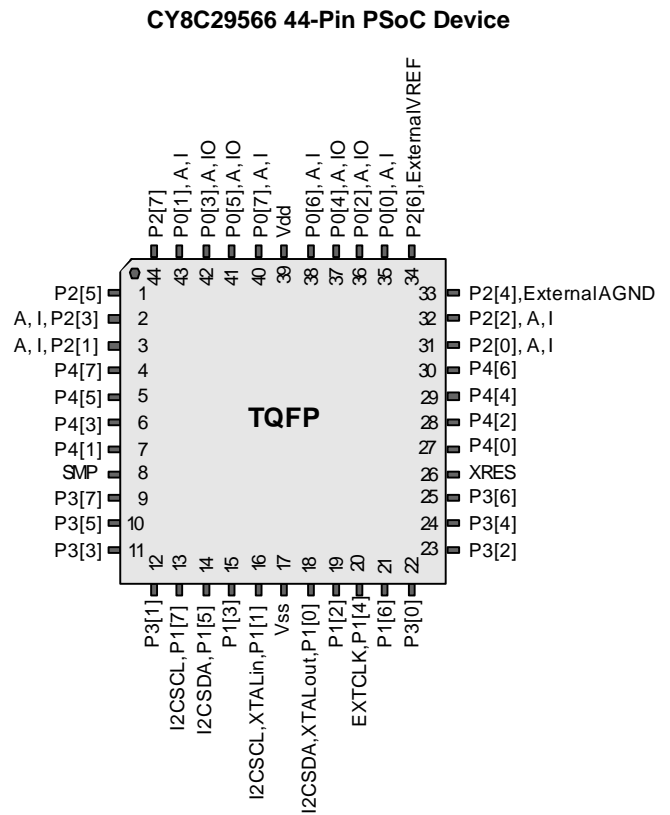 CY8C29566 44-Pin PSoC Device
P2[7]
P0[1], A, I
P0[3], A, IO
P0[5], A, IO
P0[7], A, I
Vdd
P0[6], A, I
P0[4], A, IO
P0[2], A, IO
P0[0], A, I
P2[6], External VREF
44
43
42
41
40
39
38
37
36
35
34
P2[5] 1
A, I, P2[3] 2
A, I, P2[1] 3
P4[7] 4
P4[5] 5
P4[3] 6
P4[1] 7
SMP 8
P3[7] 9
P3[5] 10
P3[3] 11
TQFP
33 P2[4], External AGND
32 P2[2], A, I
31 P2[0], A, I
30 P4[6]
29 P4[4]
28 P4[2]
27 P4[0]
26 XRES
25 P3[6]
24 P3[4]
23 P3[2]
12
13
14
15
16
17
18
19
20
21
22
P3[1]
I2CSCL, P1[7]
I2CSDA, P1[5]
P1[3]
I2CSCL, XTALin, P1[1]
Vss
I2CSDA, XTALout, P1[0]
P1[2]
EXTCLK, P1[4]
P1[6]
P3[0]